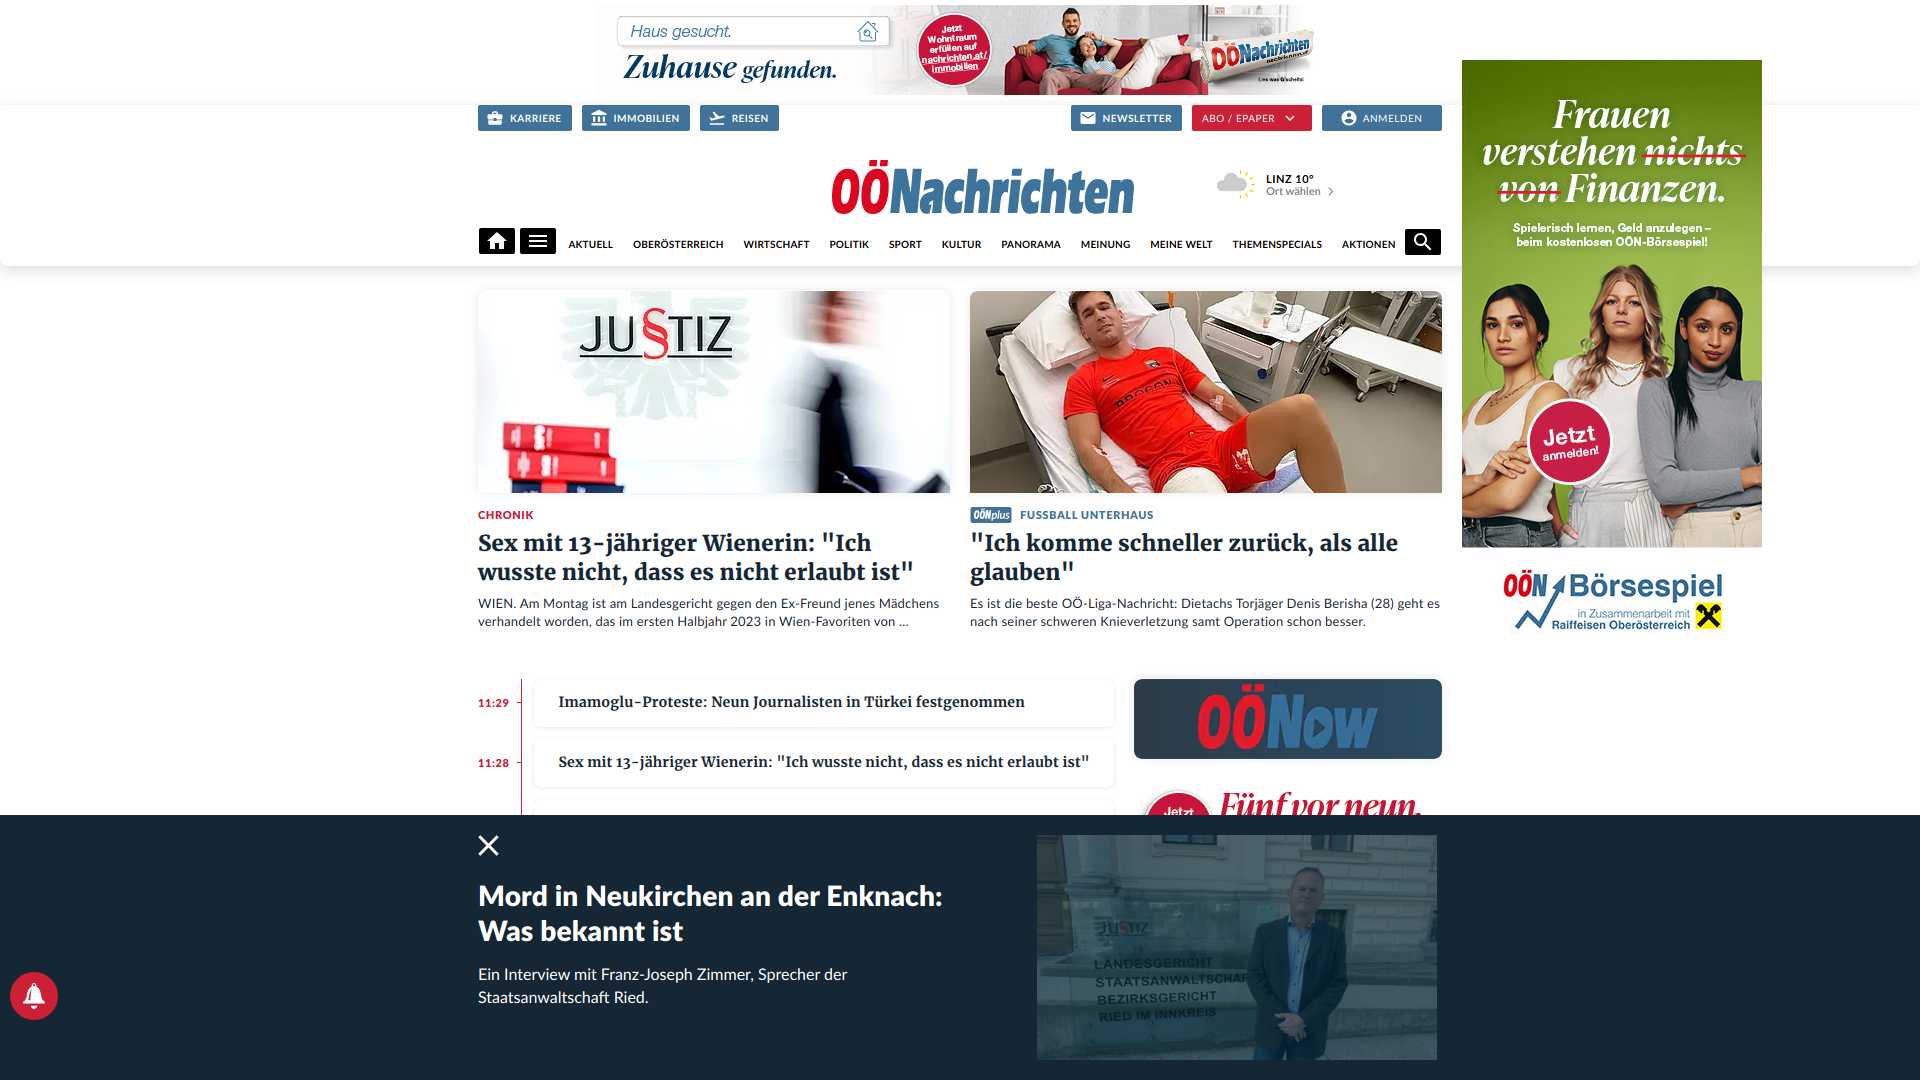 Haus gesucht.
Zuhause gefunden.
Jetzt
Wohntraum
erfüllen auf
nachrichten.at/
immobilien
OÖNachrichten
Lies was G'scheits!
KARRIERE
IMMOBILIEN
REISEN
NEWSLETTER
ABO / EPAPER
ANMELDEN
OÖNachrichten
LINZ 10°
Ort wählen
AKTUELL OBERÖSTERREICH WIRTSCHAFT POLITIK SPORT KULTUR PANORAMA MEINUNG MEINE WELT THEMENSPECIALS AKTIONEN
Frauen
verstehen nichts
von Finanzen.
Spielerisch lernen, Geld anzulegen –
beim kostenlosen OÖN-Börsespiel!
Jetzt
anmelden!
OÖN Börsespiel
in Zusammenarbeit mit
Raiffeisen Oberösterreich
JUSTIZ
CHRONIK
Sex mit 13-jähriger Wienerin: "Ich
wusste nicht, dass es nicht erlaubt ist"
WIEN. Am Montag ist am Landesgericht gegen den Ex-Freund jenes Mädchens
verhandelt worden, das im ersten Halbjahr 2023 in Wien-Favoriten von ...
OÖNplus FUSSBALL UNTERHAUS
"Ich komme schneller zurück, als alle
glauben"
Es ist die beste OÖ-Liga-Nachricht: Dietachs Torjäger Denis Berisha (28) geht es
nach seiner schweren Knieverletzung samt Operation schon besser.
11:29 Imamoglu-Proteste: Neun Journalisten in Türkei festgenommen
11:28 Sex mit 13-jähriger Wienerin: "Ich wusste nicht, dass es nicht erlaubt ist"
OÖNow
Jetzt
Fünf vor neun.
Mord in Neukirchen an der Enknach:
Was bekannt ist
Ein Interview mit Franz-Joseph Zimmer, Sprecher der
Staatsanwaltschaft Ried.
JUSTIZ
LANDESGERICHT
STAATSANWALTSCHAF
BEZIRKSGERICHT
RIED IM INNKREIS